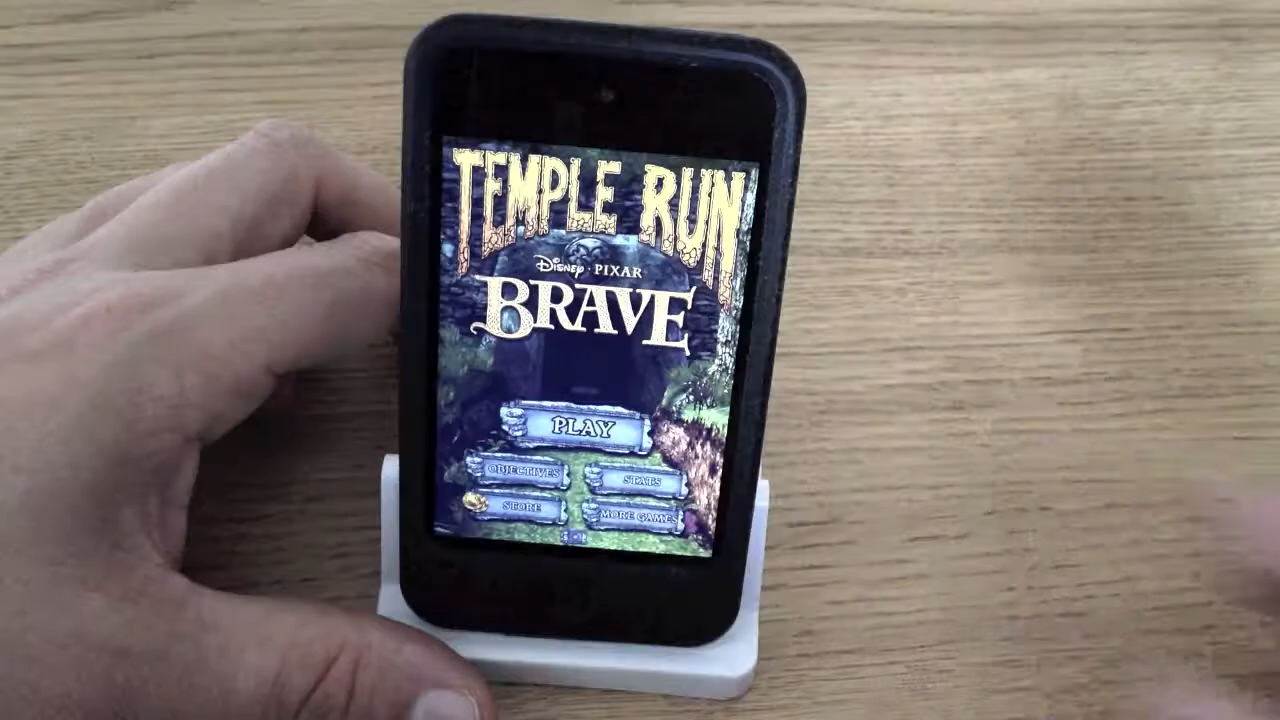 TEMPLE RUN
DISNEY · PIXAR
BRAVE
PLAY
OBJECTIVES
STATS
STORE
MORE GAMES